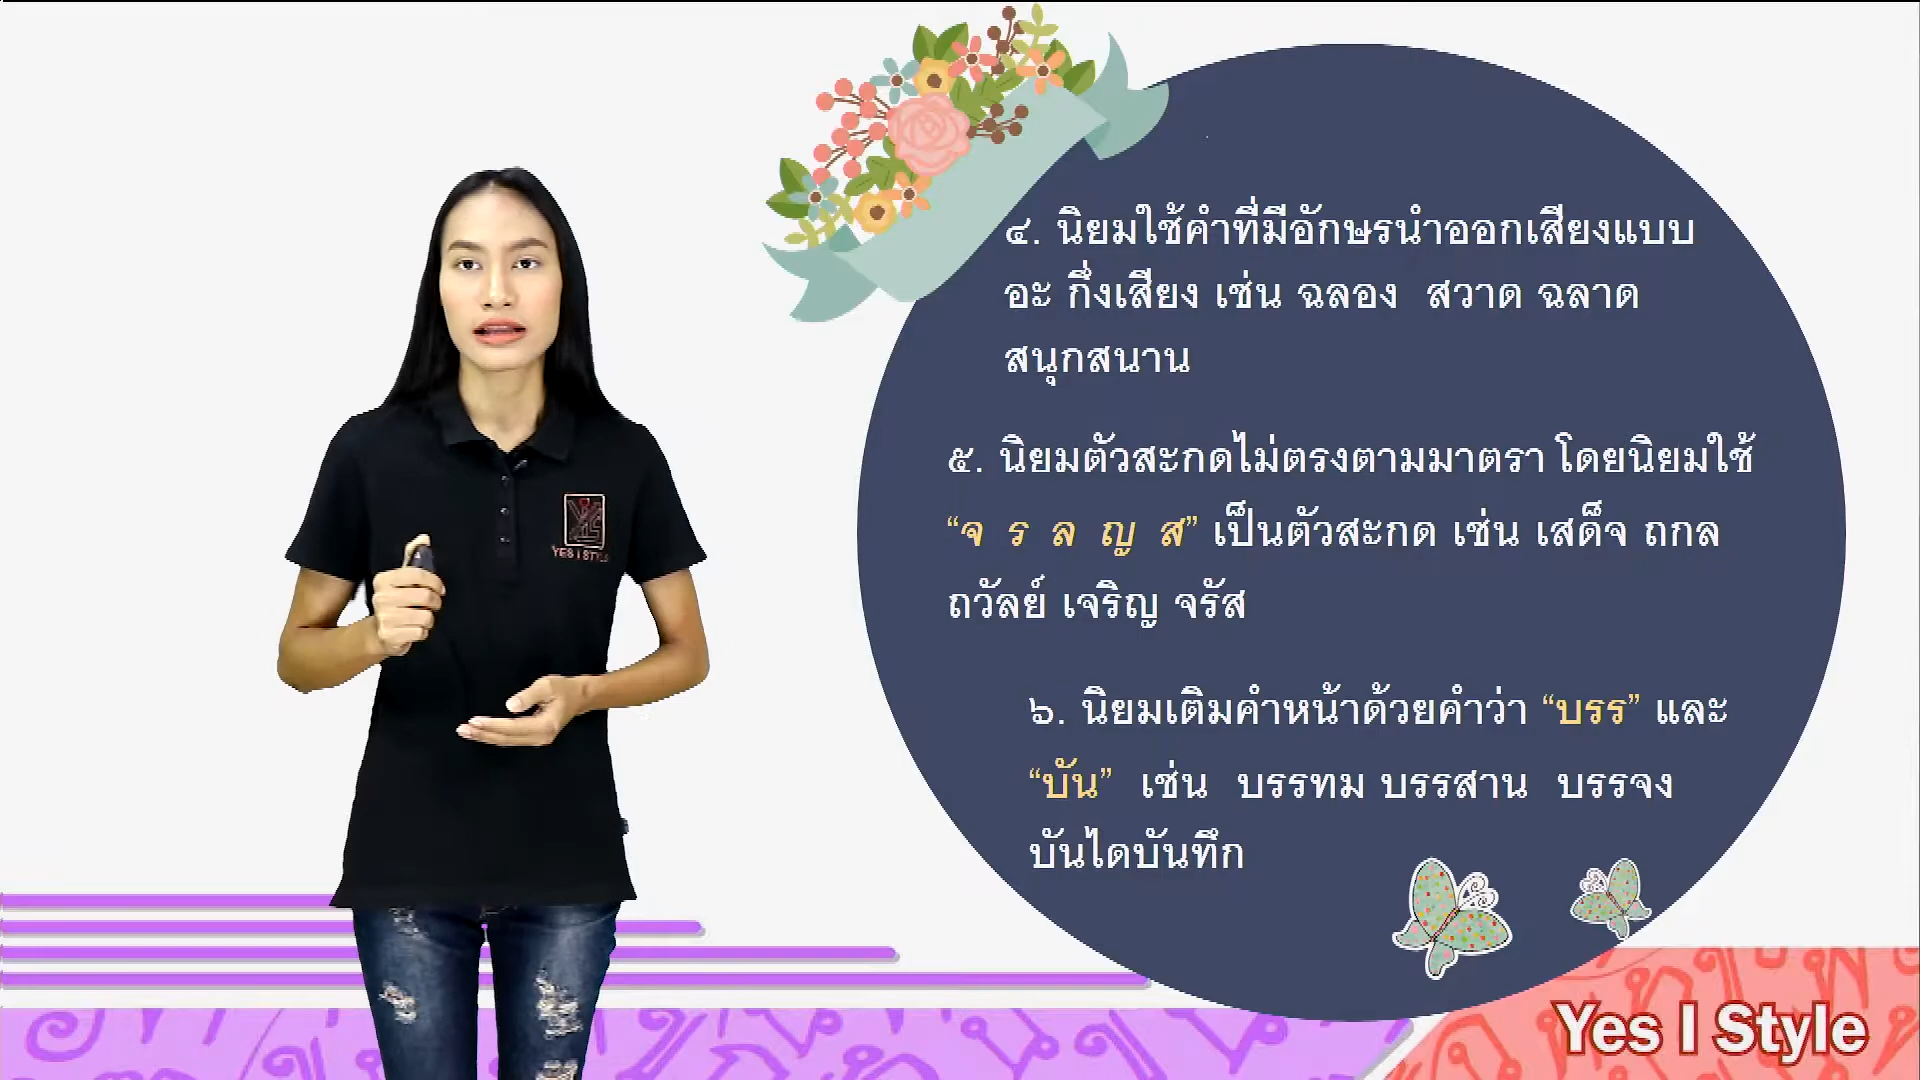 ๔. นิยมใช้คำที่มีอักษรนำออกเสียงแบบ
อะ กึ่งเสียง เช่น ฉลอง สวาด ฉลาด
สนุกสนาน
๕. นิยมตัวสะกดไม่ตรงตามมาตรา โดยนิยมใช้
“จ ร ล ญ ส” เป็นตัวสะกด เช่น เสด็จ ถกล
ถวัลย์ เจริญ จรัส
๖. นิยมเติมคำหน้าด้วยคำว่า “บรร” และ
“บัน” เช่น บรรทม บรรสาน บรรจง
บันไดบันทึก
YES I STYLE
Yes I Style